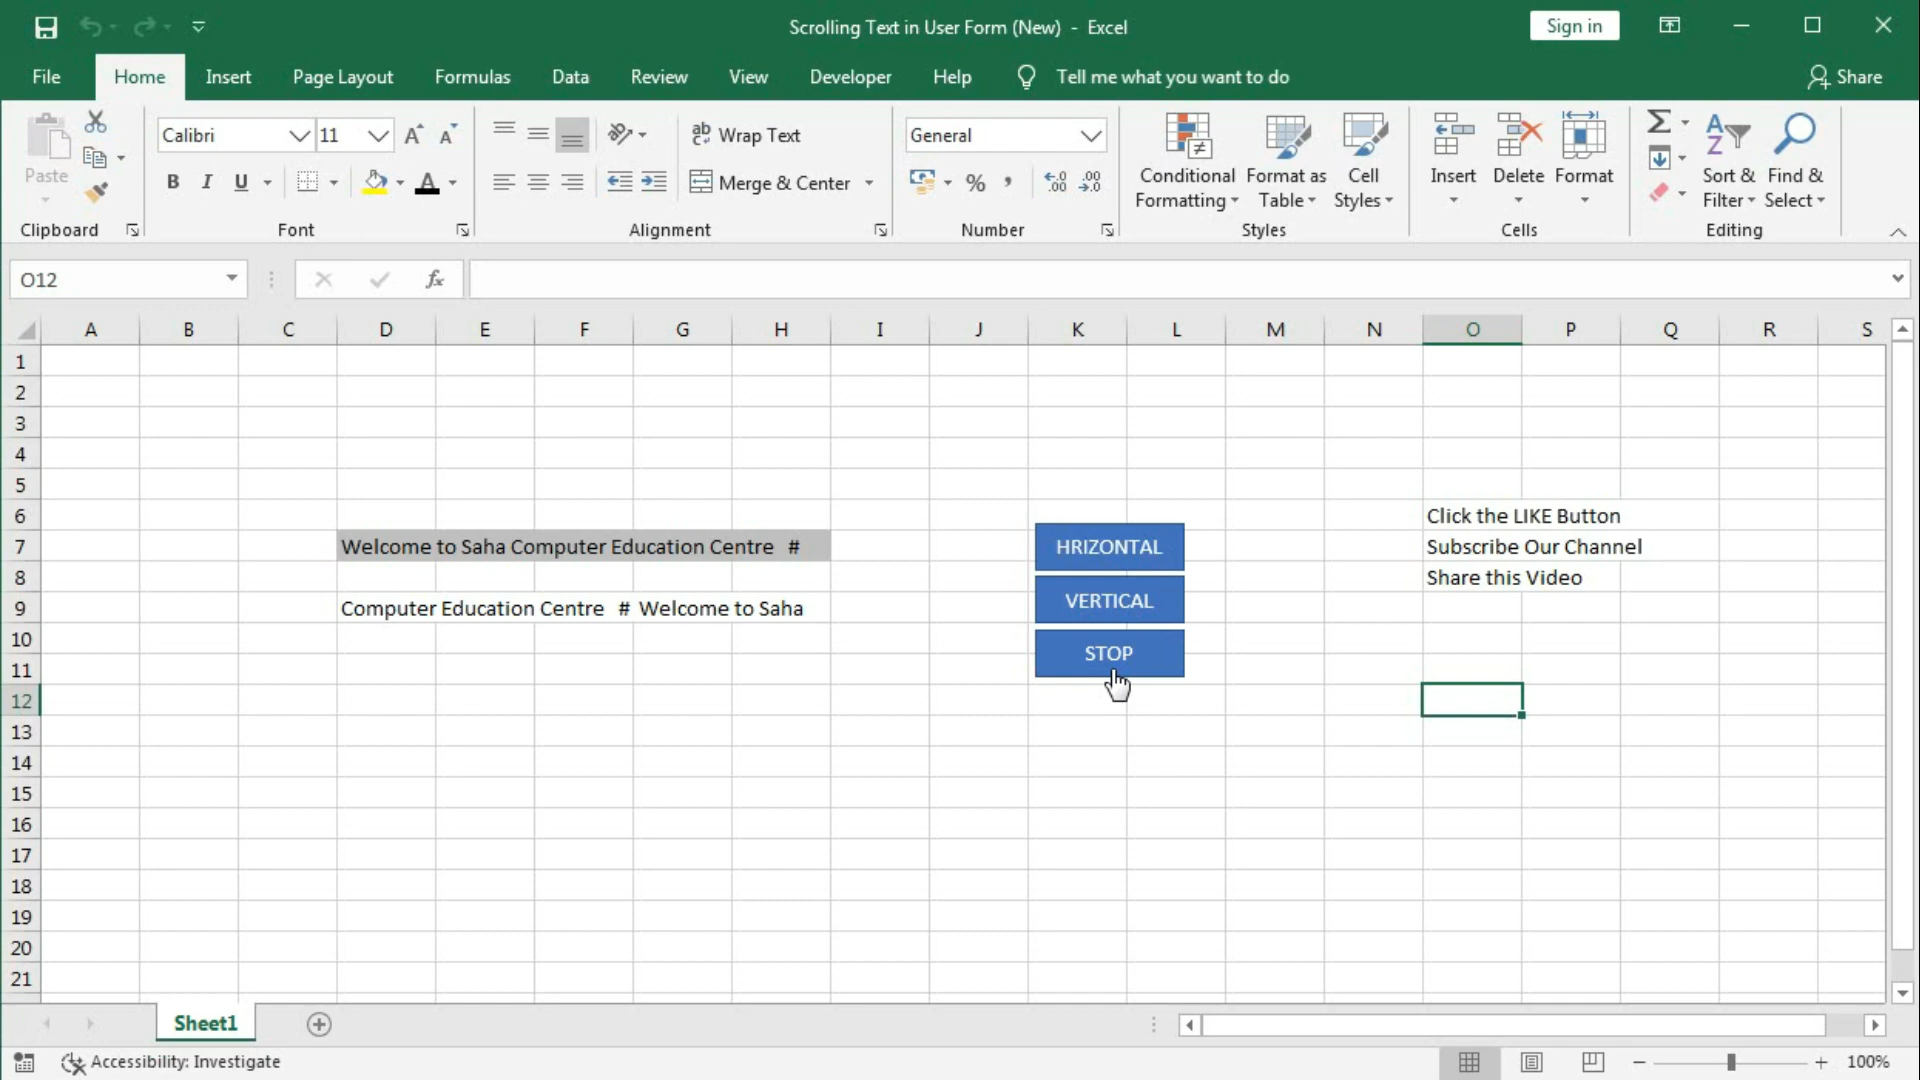 Scrolling Text in User Form (New) - Excel
Sign in
File Home Insert Page Layout Formulas Data Review View Developer Help Tell me what you want to do Share
Paste
Clipboard
Calibri 11
B I U
Font
Wrap Text
Merge & Center
Alignment
General
Number
Conditional Formatting
Format as Table
Cell Styles
Styles
Insert Delete Format
Cells
Sort & Filter
Find & Select
Editing
O12
fx
A B C D E F G H I J K L M N O P Q R S
1
2
3
4
5
6 Click the LIKE Button
7 Welcome to Saha Computer Education Centre # HRIZONTAL Subscribe Our Channel
8 Share this Video
VERTICAL
9 Computer Education Centre # Welcome to Saha
10
STOP
11
12
13
14
15
16
17
18
19
20
21
Sheet1
Accessibility: Investigate
100%